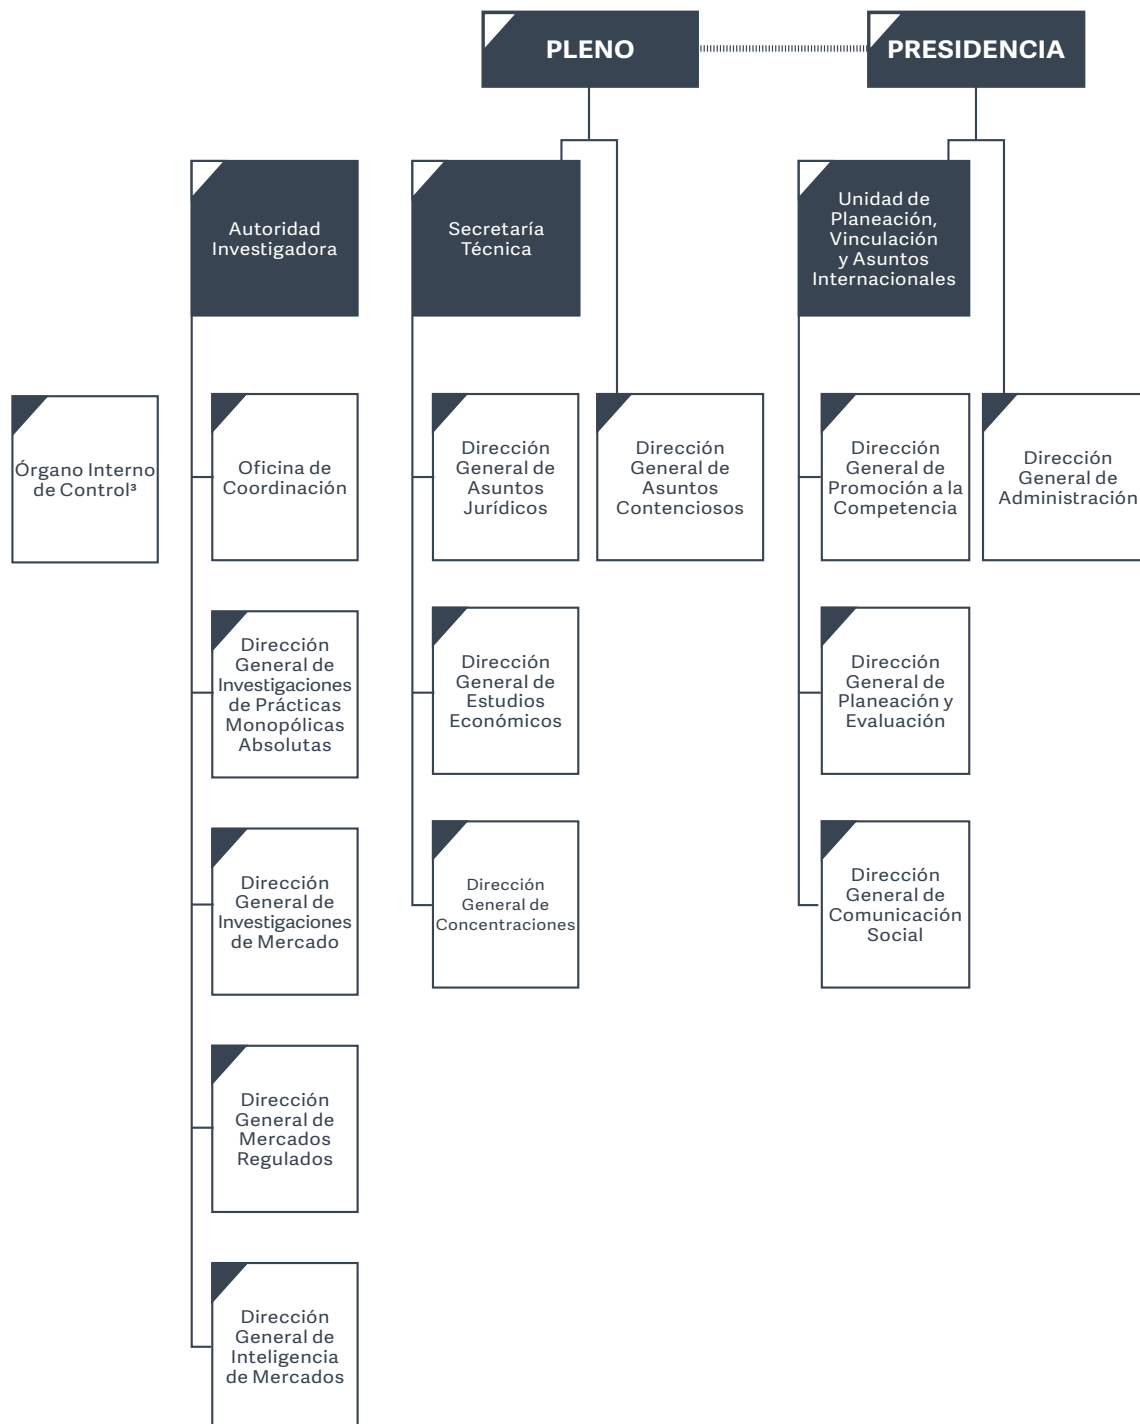 PLENO
PRESIDENCIA
Autoridad
Investigadora
Secretaría
Técnica
Unidad de
Planeación,
Vinculación
y Asuntos
Internacionales
Órgano Interno
de Control³
Oficina de
Coordinación
Dirección
General de
Asuntos
Jurídicos
Dirección
General de
Asuntos
Contenciosos
Dirección
General de
Promoción a la
Competencia
Dirección
General de
Administración
Dirección
General de
Investigaciones
de Prácticas
Monopólicas
Absolutas
Dirección
General de
Estudios
Económicos
Dirección
General de
Planeación y
Evaluación
Dirección
General de
Investigaciones
de Mercado
Dirección
General de
Concentraciones
Dirección
General de
Comunicación
Social
Dirección
General de
Mercados
Regulados
Dirección
General de
Inteligencia
de Mercados